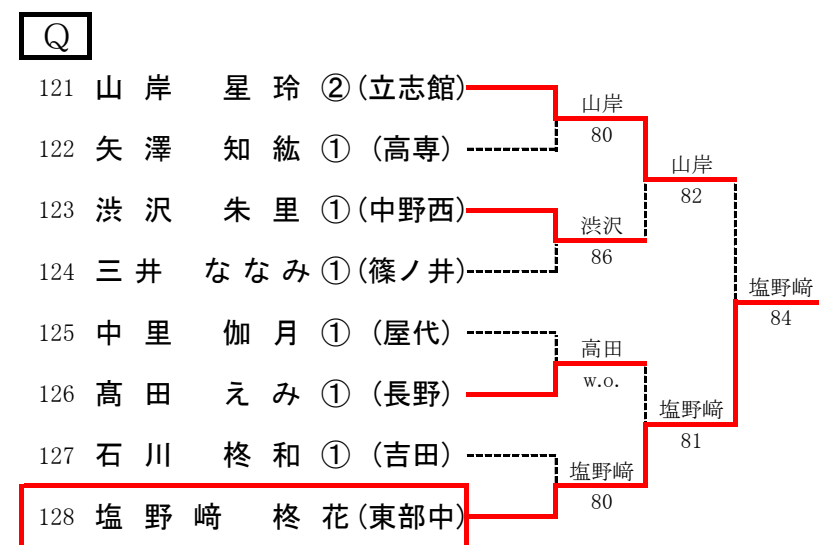 Q
121 山岸 星玲 ② (立志館)
122 矢澤 知紘 ① (高専)
123 渋沢 朱里 ① (中野西)
124 三井 ななみ ① (篠ノ井)
125 中里 伽月 ① (屋代)
126 髙田 えみ ① (長野)
127 石川 柊和 ① (吉田)
128 塩野﨑 柊花 (東部中)
山岸
80
渋沢
86
高田
w.o.
塩野﨑
80
山岸
82
塩野﨑
81
塩野﨑
84